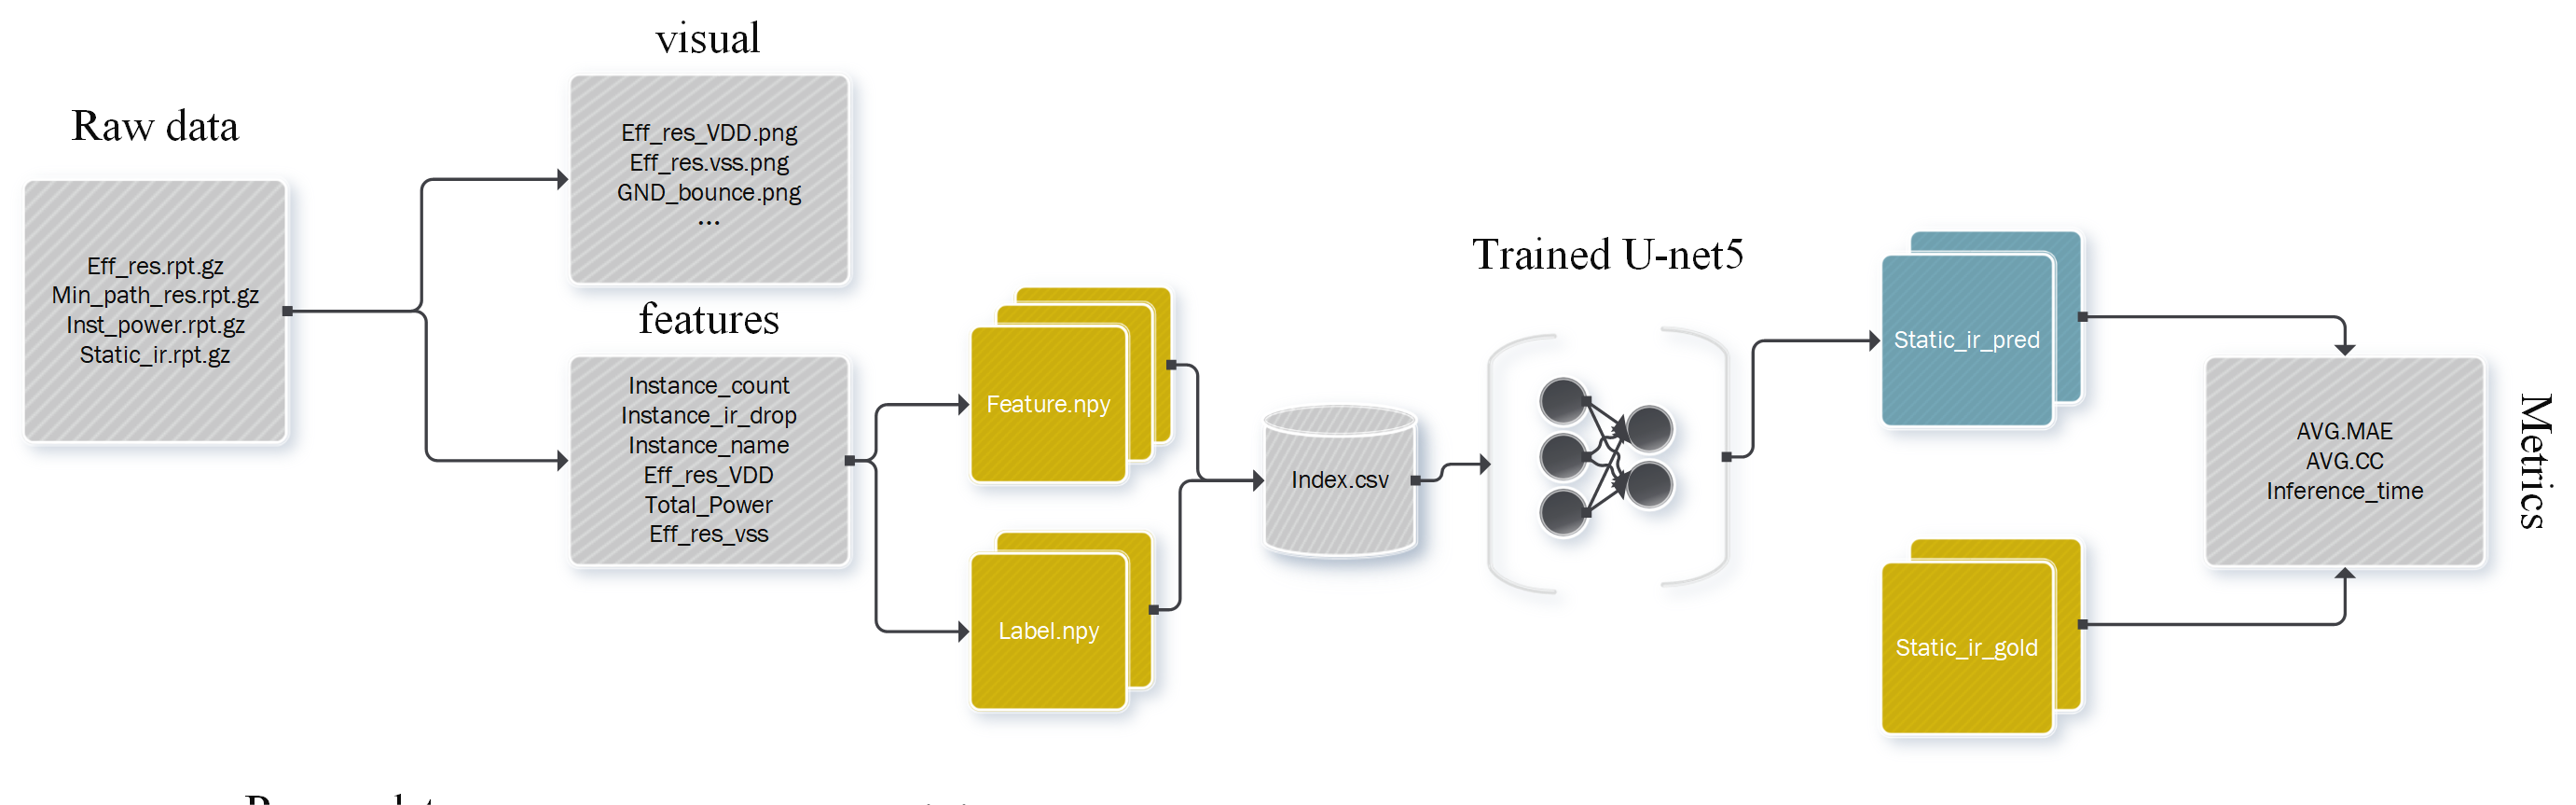 Raw data
Eff_res.rpt.gz
Min_path_res.rpt.gz
Inst_power.rpt.gz
Static_ir.rpt.gz
visual
Eff_res_VDD.png
Eff_res.vss.png
GND_bounce.png
...
features
Instance_count
Instance_ir_drop
Instance_name
Eff_res_VDD
Total_Power
Eff_res_vss
Feature.npy
Label.npy
Index.csv
Trained U-net5
Static_ir_pred
Static_ir_gold
AVG.MAE
AVG.CC
Inference_time
Metrics